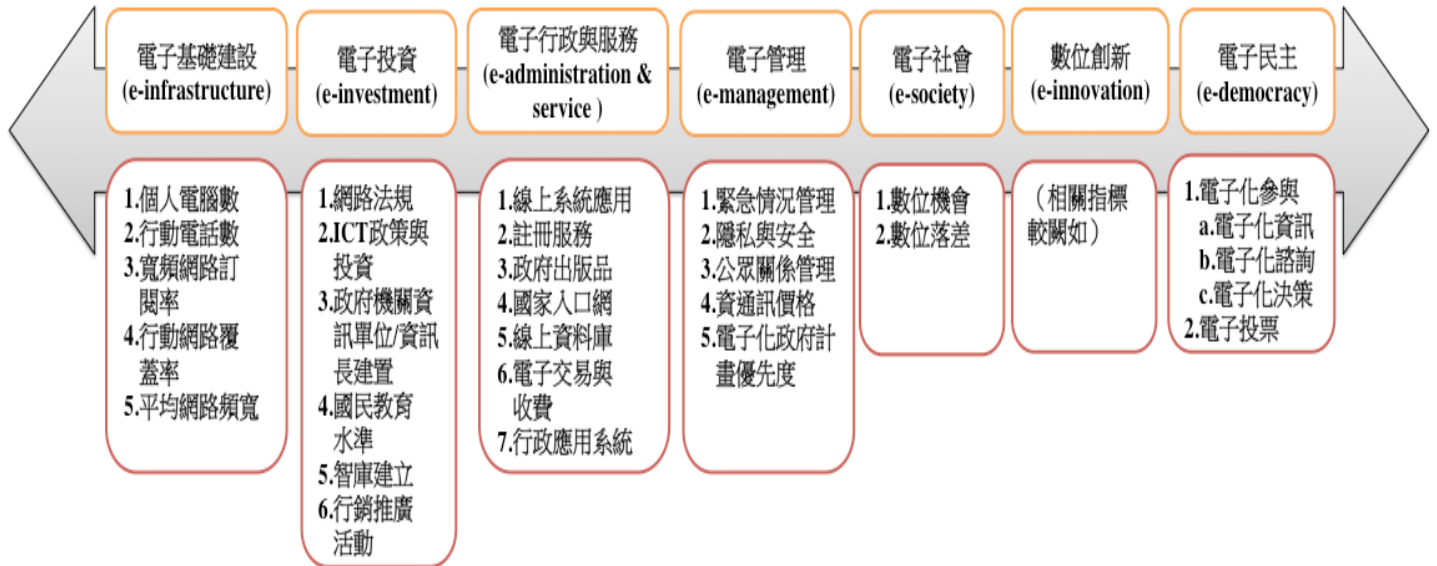 電子基礎建設
(e-infrastructure)
電子投資
(e-investment)
電子行政與服務
(e-administration &
service )
電子管理
(e-management)
電子社會
(e-society)
數位創新
(e-innovation)
電子民主
(e-democracy)
1.個人電腦數
2.行動電話數
3.寬頻網路訂
閱率
4.行動網路覆
蓋率
5.平均網路頻寬
1.網路法規
2.ICT政策與
投資
3.政府機關資
訊單位/資訊
長建置
4.國民教育
水準
5.智庫建立
6.行銷推廣
活動
1.線上系統應用
2.註冊服務
3.政府出版品
4.國家入口網
5.線上資料庫
6.電子交易與
收費
7.行政應用系統
1.緊急情況管理
2.隱私與安全
3.公眾關係管理
4.資通訊價格
5.電子化政府計
畫優先度
1.數位機會
2.數位落差
（相關指標
較闕如）
1.電子化參與
a.電子化資訊
b.電子化諮詢
c.電子化決策
2.電子投票